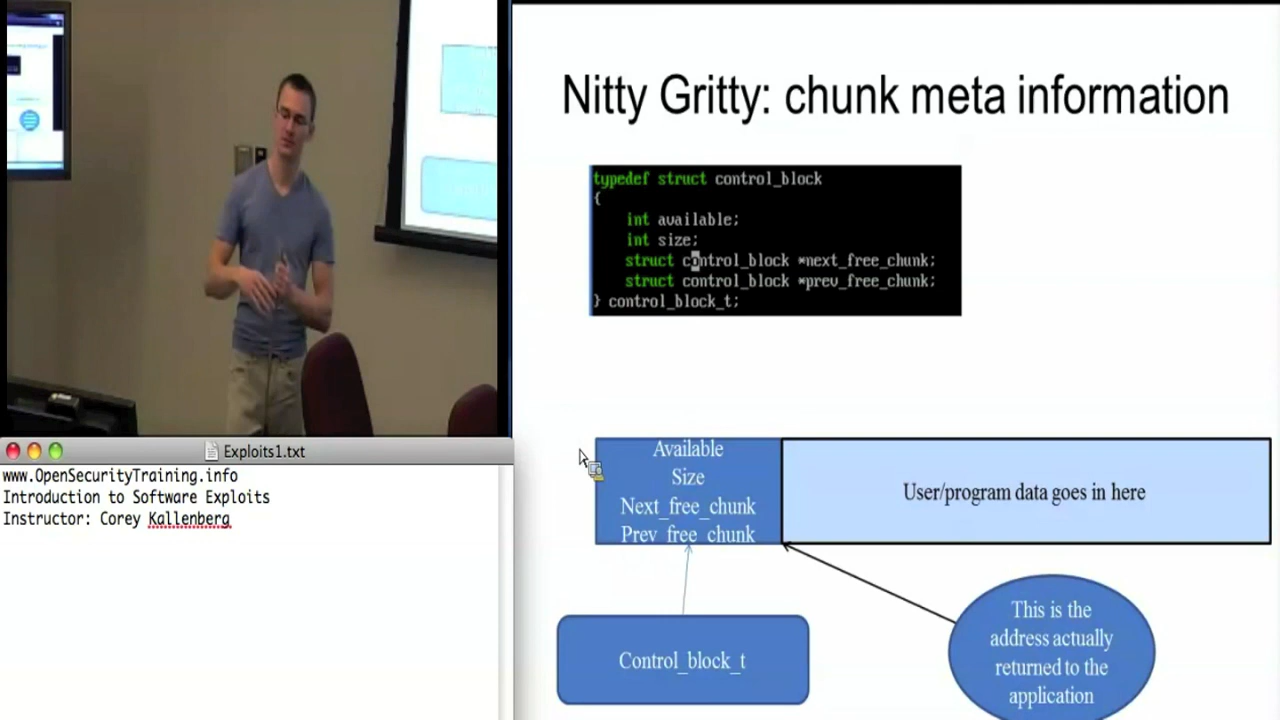 Nitty Gritty: chunk meta information
typedef struct control_block
{
int available;
int size;
struct control_block *next_free_chunk;
struct control_block *prev_free_chunk;
} control_block_t;
Available
Size
Next_free_chunk
Prev_free_chunk
User/program data goes in here
Control_block_t
This is the
address actually
returned to the
application
Exploits1.txt
www.OpenSecurityTraining.info
Introduction to Software Exploits
Instructor: Corey Kallenberg